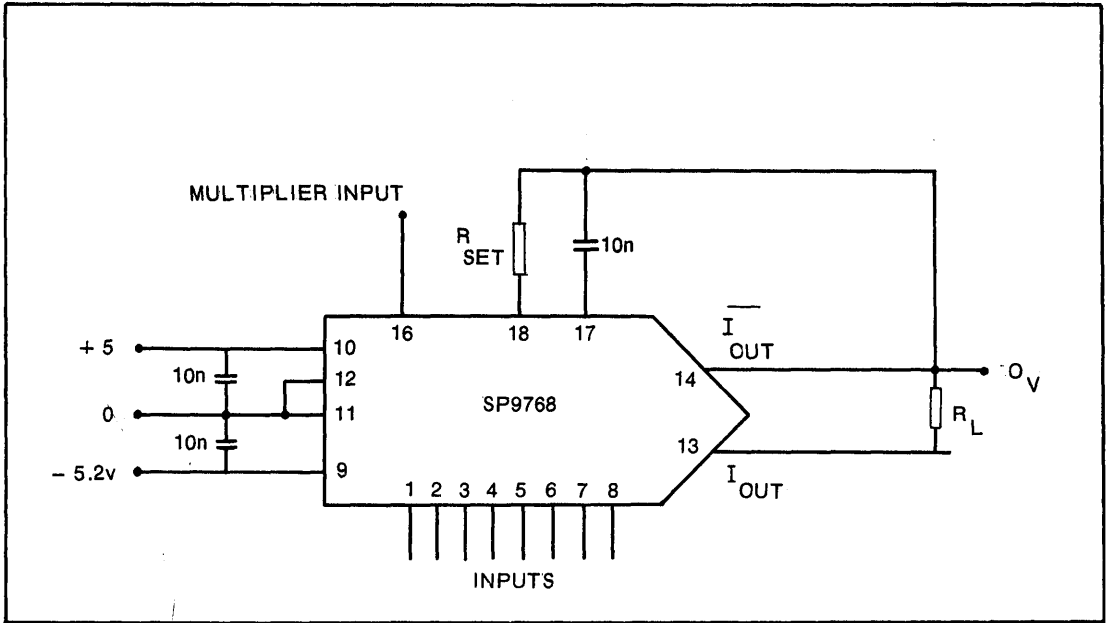 MULTIPLIER INPUT
R
SET
10n
16
18
17
I
OUT
+ 5
10
10n
12
14
O
V
SP9768
0
11
R
L
10n
13
- 5.2v
9
I
OUT
1 2 3 4 5 6 7 8
INPUTS